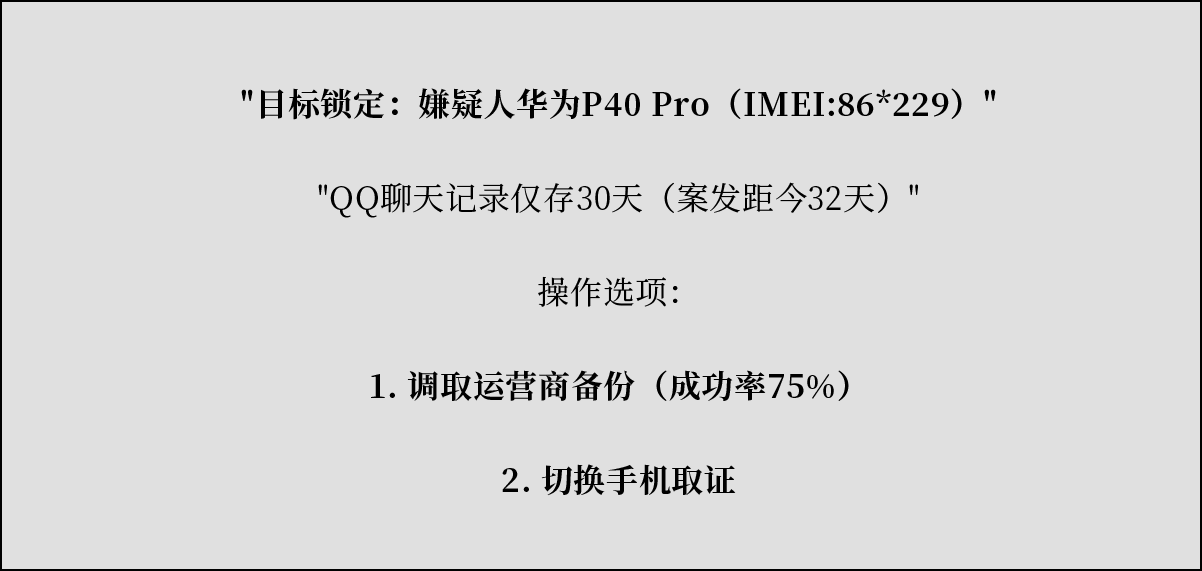 "目标锁定：嫌疑人华为P40 Pro（IMEI:86*229）"
"QQ聊天记录仅存30天（案发距今32天）"
操作选项：
1. 调取运营商备份（成功率75%）
2. 切换手机取证